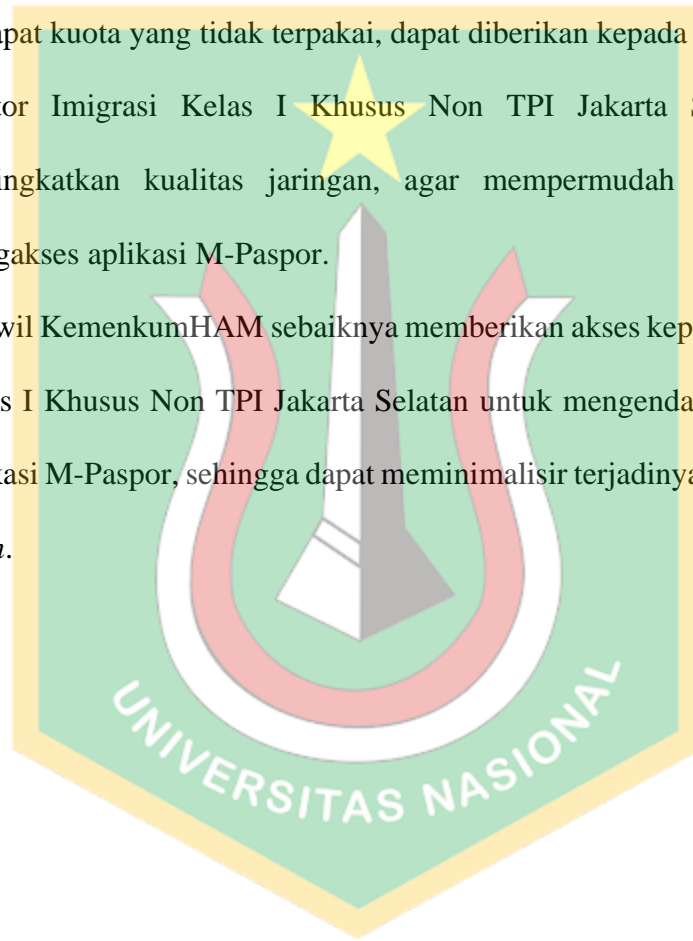 apat kuota yang tidak terpakai, dapat diberikan kepada
tor Imigrasi Kelas I Khusus Non TPI Jakarta S
ingkatkan kualitas jaringan, agar mempermudah
gakses aplikasi M-Paspor.
wil KemenkumHAM sebaiknya memberikan akses kep
s I Khusus Non TPI Jakarta Selatan untuk mengenda
kasi M-Paspor, sehingga dapat meminimalisir terjadinya
n.
UNIVERSITAS NASIONAL